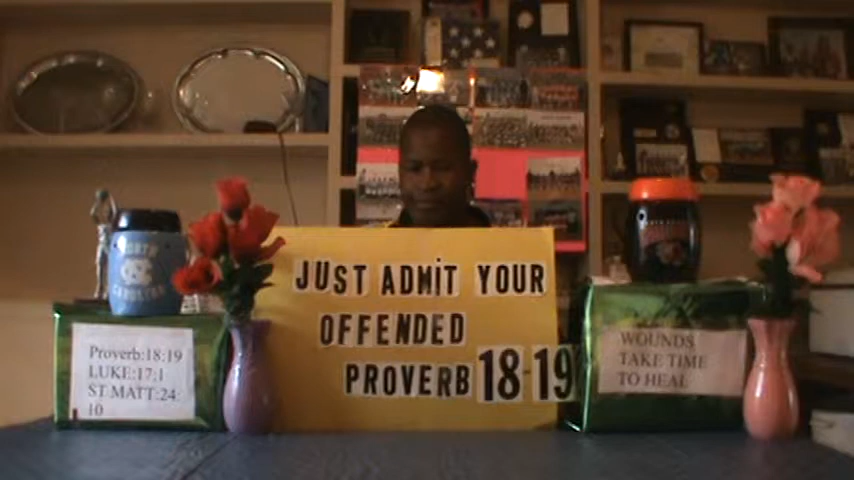 JUST ADMIT YOUR
OFFENDED
PROVERB 18-19
Proverb:18:19
LUKE:17:1
ST MATT:24:
10
WOUNDS
TAKE TIME
TO HEAL
NORTH
NC
CAROLINA